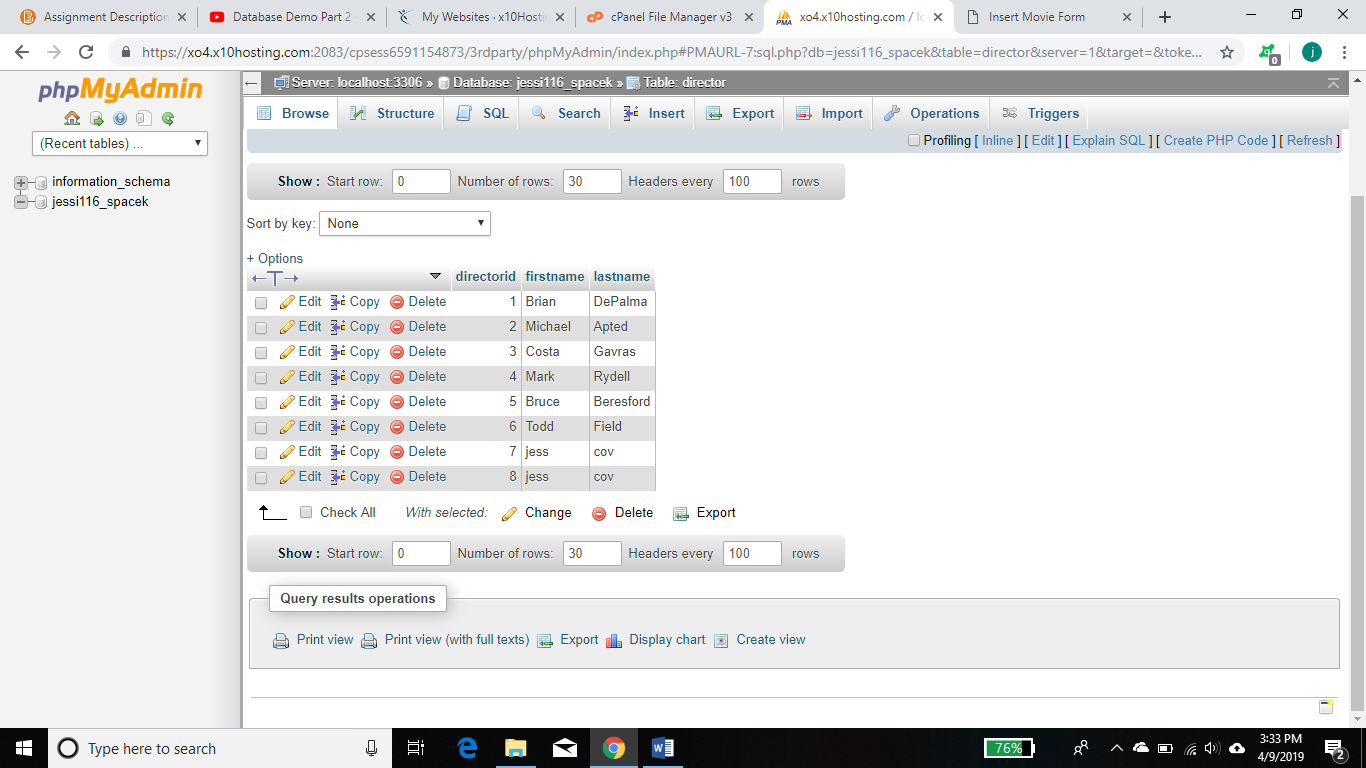 Assignment Description
Database Demo Part 2 -
My Websites · x10Hosti
cPanel File Manager v3
xo4.x10hosting.com / lo
Insert Movie Form
https://xo4.x10hosting.com:2083/cpsess6591154873/3rdparty/phpMyAdmin/index.php#PMAURL-7:sql.php?db=jessi116_spacek&table=director&server=1&target=&toke...
0
j
phpMyAdmin
(Recent tables) ...
information_schema
jessi116_spacek
Server: localhost:3306 » Database: jessi116_spacek » Table: director
Browse Structure SQL Search Insert Export Import Operations Triggers
Profiling [ Inline ] [ Edit ] [ Explain SQL ] [ Create PHP Code ] [ Refresh ]
Show : Start row: 0 Number of rows: 30 Headers every 100 rows
Sort by key: None
+ Options
←T→ directorid firstname lastname
Edit Copy Delete 1 Brian DePalma
Edit Copy Delete 2 Michael Apted
Edit Copy Delete 3 Costa Gavras
Edit Copy Delete 4 Mark Rydell
Edit Copy Delete 5 Bruce Beresford
Edit Copy Delete 6 Todd Field
Edit Copy Delete 7 jess cov
Edit Copy Delete 8 jess cov
Check All With selected: Change Delete Export
Show : Start row: 0 Number of rows: 30 Headers every 100 rows
Query results operations
Print view Print view (with full texts) Export Display chart Create view
Type here to search
76%
3:33 PM
4/9/2019
2